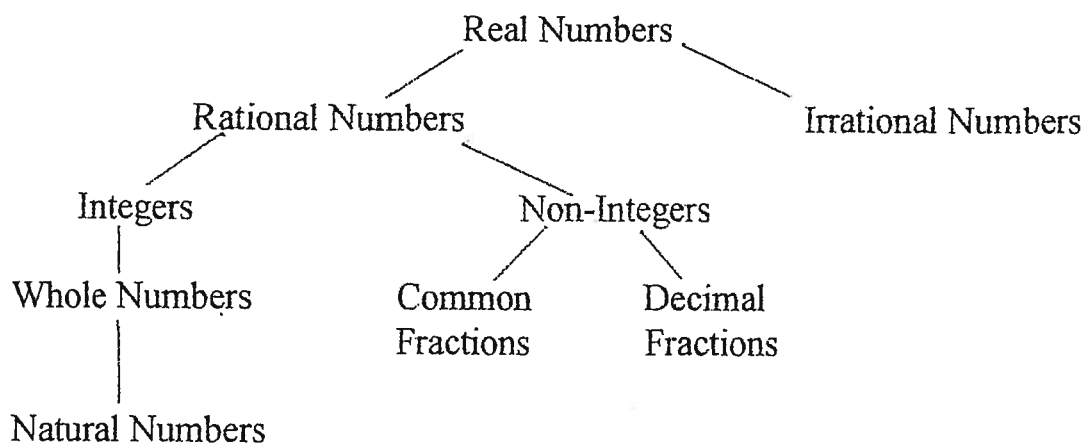 Real Numbers
Rational Numbers
Irrational Numbers
Integers
Non-Integers
Whole Numbers
Common
Fractions
Decimal
Fractions
Natural Numbers